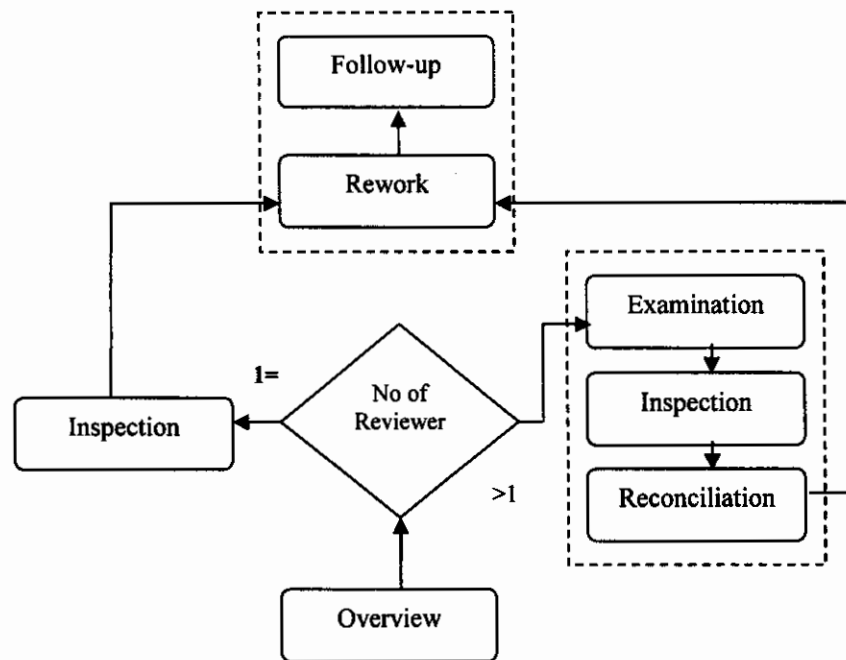 Follow-up
Rework
Examination
1=
No of
Reviewer
Inspection
Inspection
>1
Reconciliation
Overview